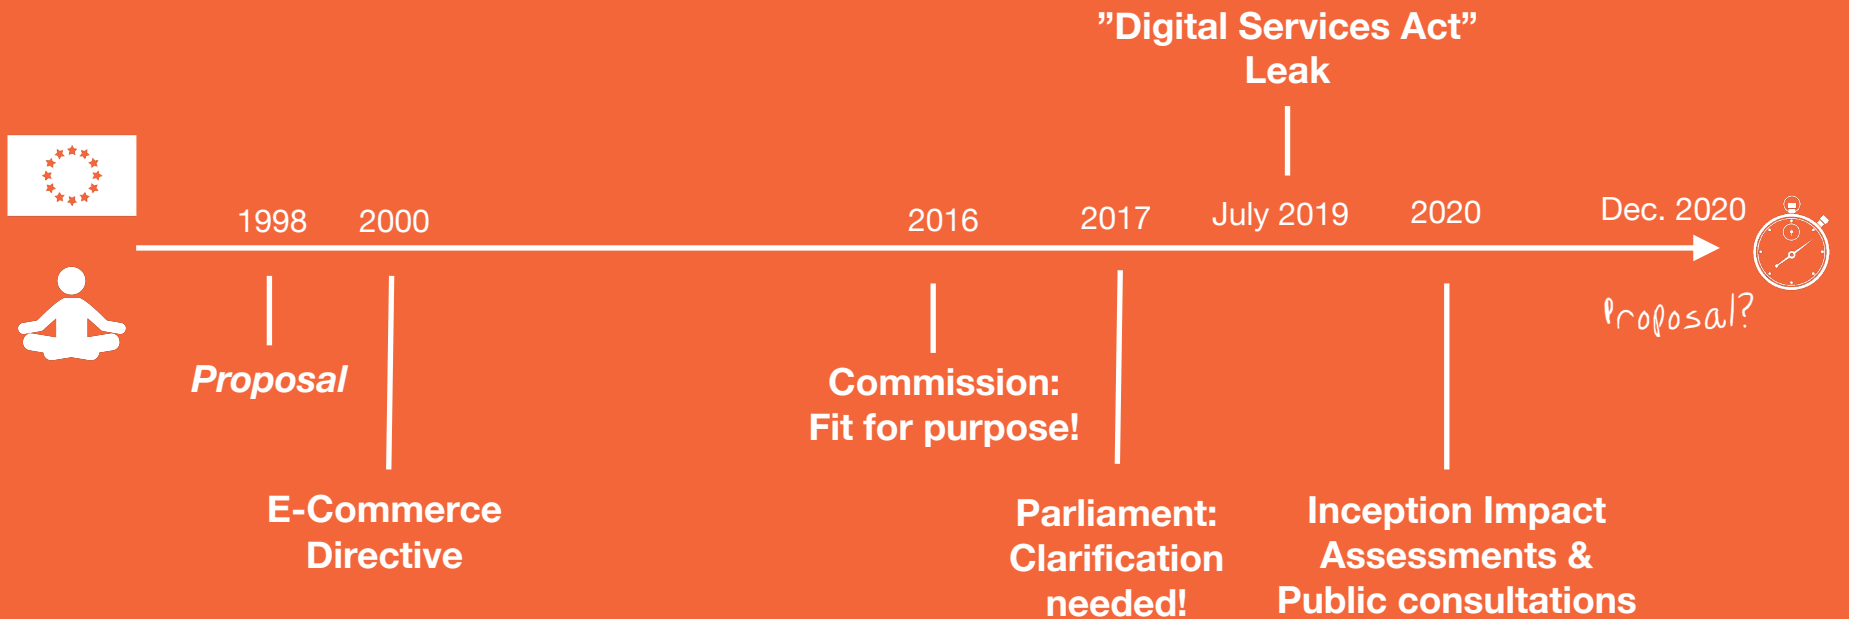 ”Digital Services Act”
Leak
1998
2000
2016
2017
July 2019
2020
Dec. 2020
Proposal?
Proposal
Commission:
Fit for purpose!
E-Commerce
Directive
Parliament:
Clarification
needed!
Inception Impact
Assessments &
Public consultations